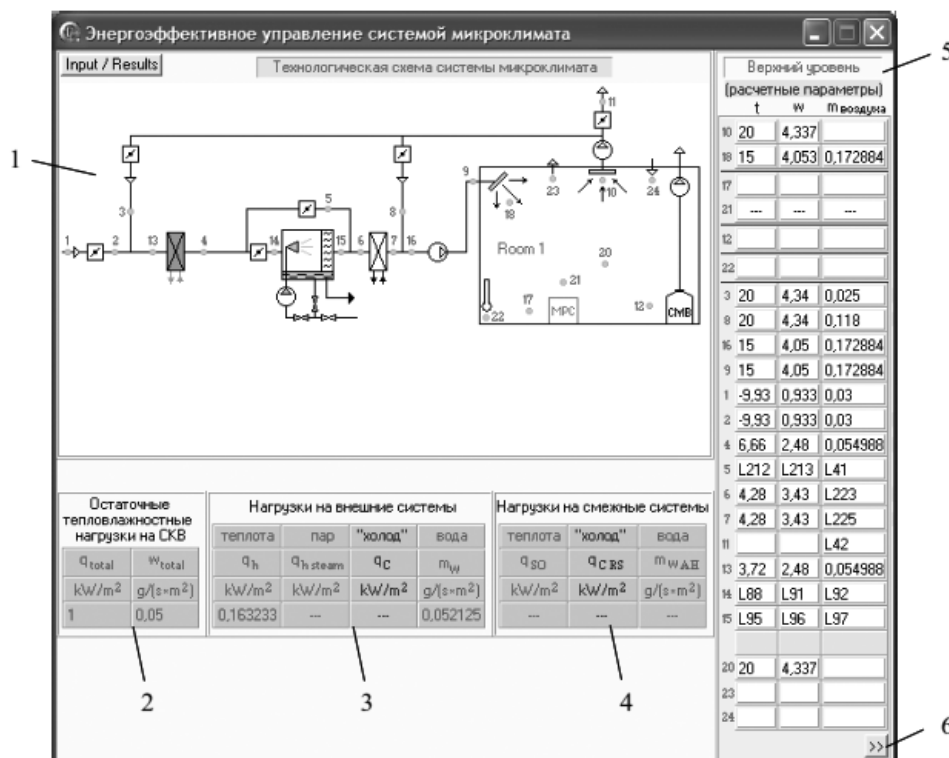 Энергоэффективное управление системой микроклимата
Input / Results
Технологическая схема системы микроклимата
11
9
23
10
24
18
3
5
8
1
2
13
4
14
15
6
7
16
Room 1
20
21
17
12
22
МРС
СМВ
Остаточные тепловлажностные нагрузки на СКВ
q total w total
kW/m² g/(s×m²)
1 0,05
Нагрузки на внешние системы
теплота пар "холод" вода
q h q h steam q C m W
kW/m² kW/m² kW/m² g/(s×m²)
0,163233 --- --- 0,052125
Нагрузки на смежные системы
теплота "холод" вода
q SO q C RS m W AH
kW/m² kW/m² g/(s×m²)
--- --- ---
Верхний уровень
(расчетные параметры)
t w m воздуха
10 20 4,337
18 15 4,053 0,172884
17
21 --- --- ---
12
22
3 20 4,34 0,025
8 20 4,34 0,118
16 15 4,05 0,172884
9 15 4,05 0,172884
1 -9,93 0,933 0,03
2 -9,93 0,933 0,03
4 6,66 2,48 0,054988
5 L212 L213 L41
6 4,28 3,43 L223
7 4,28 3,43 L225
11 L42
13 3,72 2,48 0,054988
14 L88 L91 L92
15 L95 L96 L97
20 20 4,337
23
24
>>
1
2
3
4
5
6